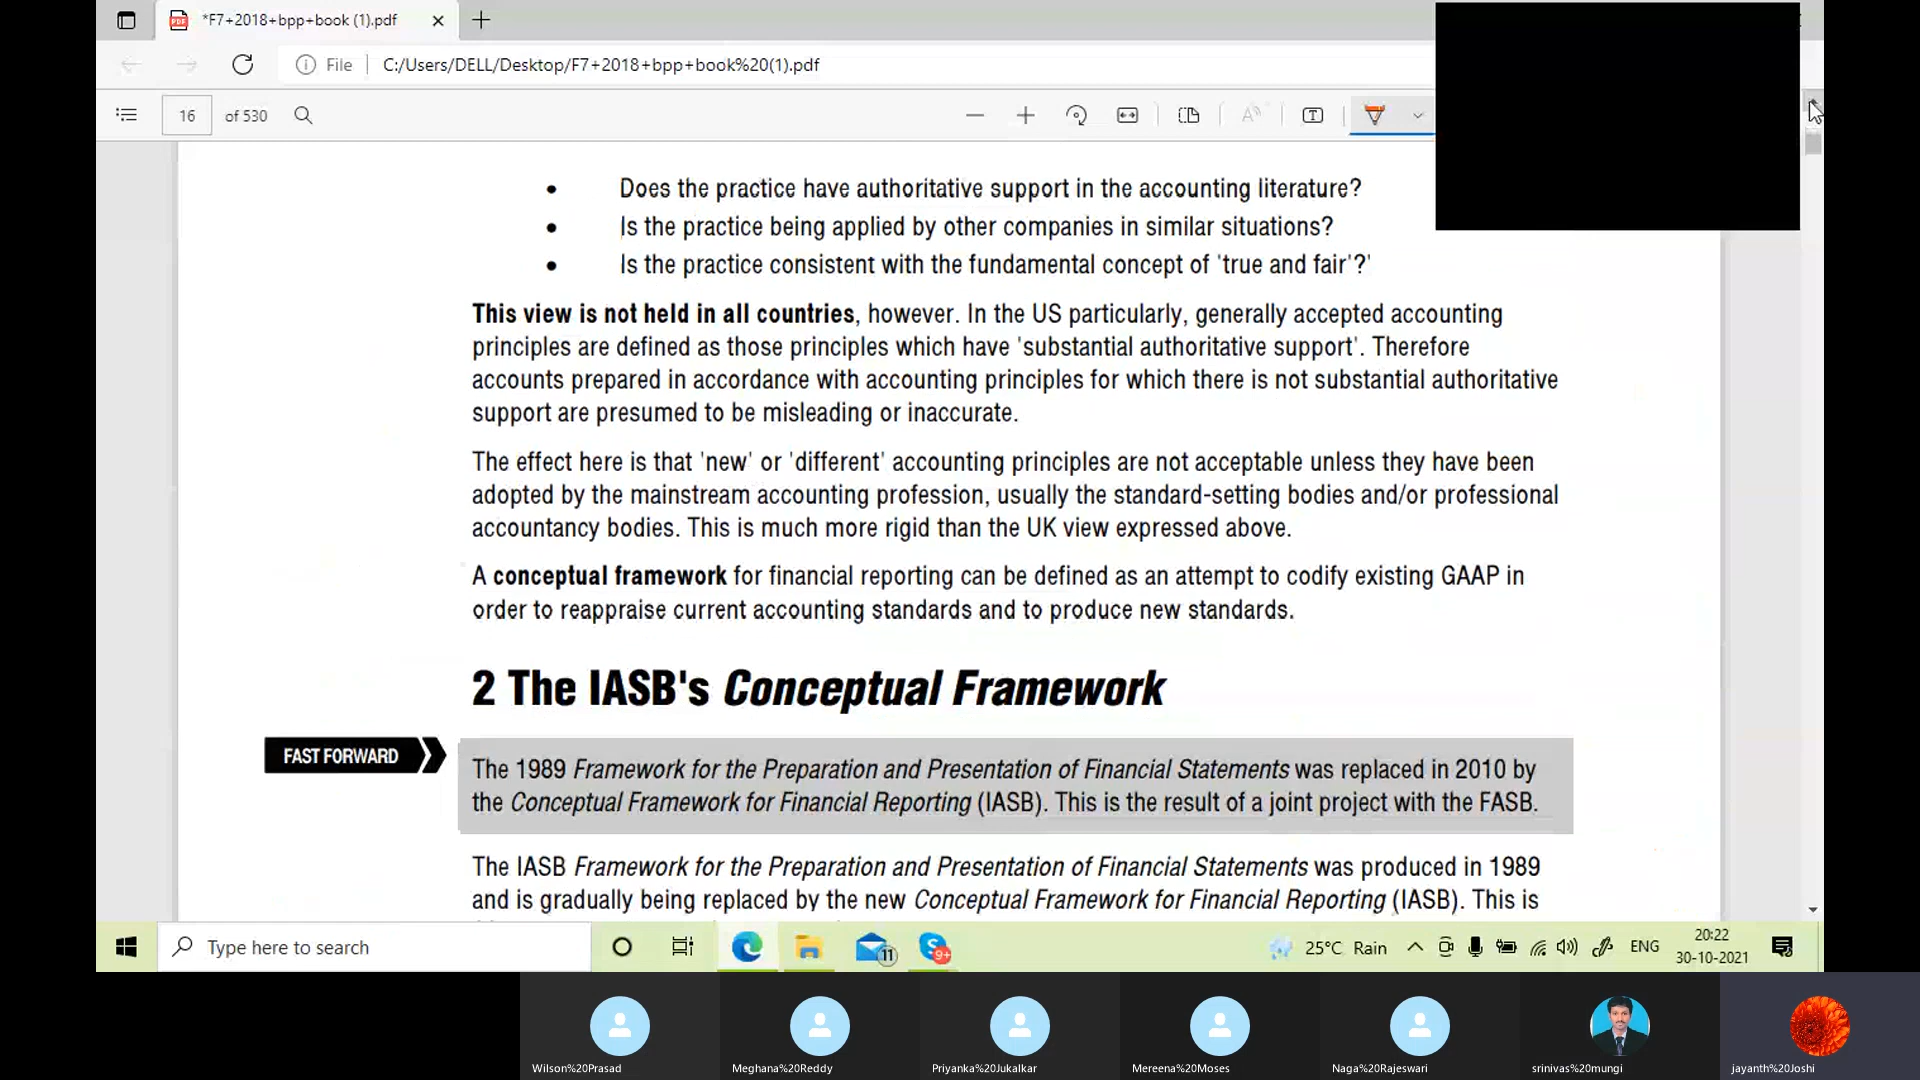 *F7+2018+bpp+book (1).pdf
File
C:/Users/DELL/Desktop/F7+2018+bpp+book%20(1).pdf
16 of 530
• Does the practice have authoritative support in the accounting literature?
• Is the practice being applied by other companies in similar situations?
• Is the practice consistent with the fundamental concept of 'true and fair'?'
This view is not held in all countries, however. In the US particularly, generally accepted accounting
principles are defined as those principles which have 'substantial authoritative support'. Therefore
accounts prepared in accordance with accounting principles for which there is not substantial authoritative
support are presumed to be misleading or inaccurate.
The effect here is that 'new' or 'different' accounting principles are not acceptable unless they have been
adopted by the mainstream accounting profession, usually the standard-setting bodies and/or professional
accountancy bodies. This is much more rigid than the UK view expressed above.
A conceptual framework for financial reporting can be defined as an attempt to codify existing GAAP in
order to reappraise current accounting standards and to produce new standards.
2 The IASB's Conceptual Framework
FAST FORWARD
The 1989 Framework for the Preparation and Presentation of Financial Statements was replaced in 2010 by
the Conceptual Framework for Financial Reporting (IASB). This is the result of a joint project with the FASB.
The IASB Framework for the Preparation and Presentation of Financial Statements was produced in 1989
and is gradually being replaced by the new Conceptual Framework for Financial Reporting (IASB). This is
Type here to search
11
9+
25°C Rain
ENG
20:22
30-10-2021
Wilson%20Prasad
Meghana%20Reddy
Priyanka%20Jukalkar
Mereena%20Moses
Naga%20Rajeswari
srinivas%20mungi
jayanth%20Joshi